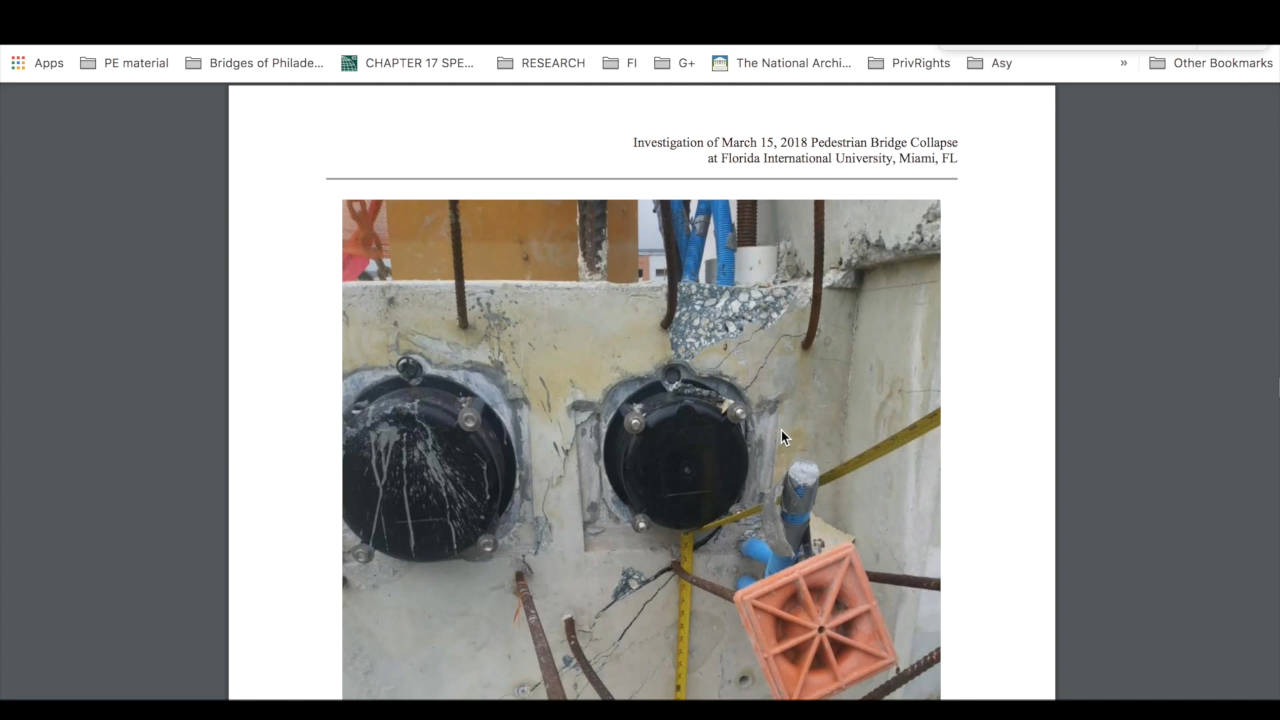 Apps PE material Bridges of Philade... CHAPTER 17 SPE... RESEARCH FI G+ The National Archi... PrivRights Asy » Other Bookmarks
Investigation of March 15, 2018 Pedestrian Bridge Collapse
at Florida International University, Miami, FL